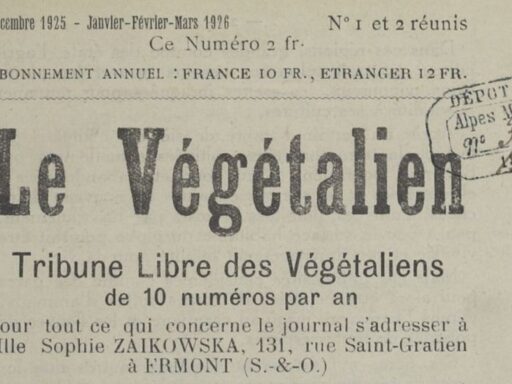 cembre 1925 - Janvier-Février-Mars 1926 N° 1 et 2 réunis
Ce Numéro 2 fr.
BONNEMENT ANNUEL : FRANCE 10 FR., ETRANGER 12 FR.
DÉPOT
Alpes M
No
Le Végétalien
Tribune Libre des Végétaliens
de 10 numéros par an
our tout ce qui concerne le journal s'adresser à
lle Sophie ZAIKOWSKA, 131, rue Saint-Gratien
à ERMONT (S.-&-O.)